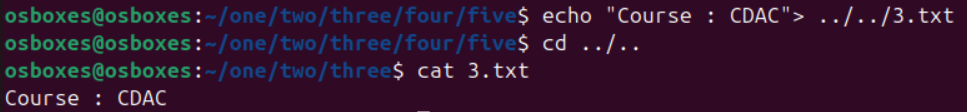 osboxes@osboxes:~/one/two/three/four/five$ echo "Course : CDAC"> ../../3.txt
osboxes@osboxes:~/one/two/three/four/five$ cd ../..
osboxes@osboxes:~/one/two/three$ cat 3.txt
Course : CDAC